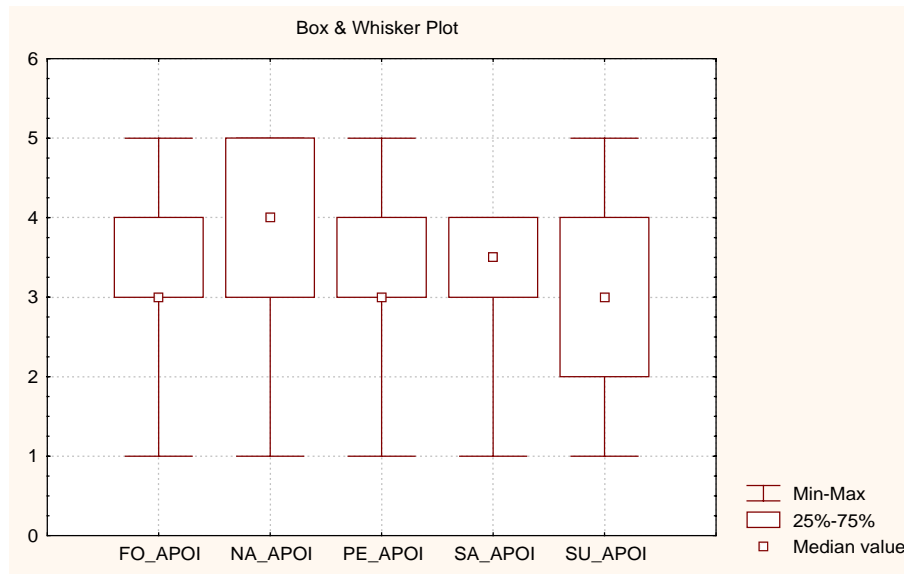 Box & Whisker Plot
6
5
4
3
2
1
0
FO_APOI NA_APOI PE_APOI SA_APOI SU_APOI
Min-Max
25%-75%
Median value